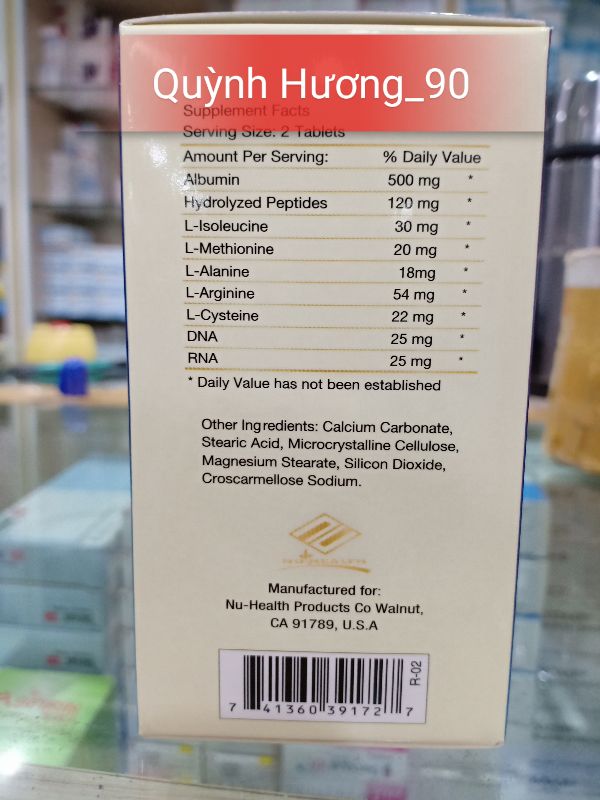 Quỳnh Hương_90
Supplement Facts
Serving Size: 2 Tablets
Amount Per Serving: % Daily Value
Albumin 500 mg *
Hydrolyzed Peptides 120 mg *
L-Isoleucine 30 mg *
L-Methionine 20 mg *
L-Alanine 18mg *
L-Arginine 54 mg *
L-Cysteine 22 mg *
DNA 25 mg *
RNA 25 mg *
* Daily Value has not been established
Other Ingredients: Calcium Carbonate,
Stearic Acid, Microcrystalline Cellulose,
Magnesium Stearate, Silicon Dioxide,
Croscarmellose Sodium.
NU-HEALTH
Manufactured for:
Nu-Health Products Co Walnut,
CA 91789, U.S.A
R-02
7 41360 39172 7